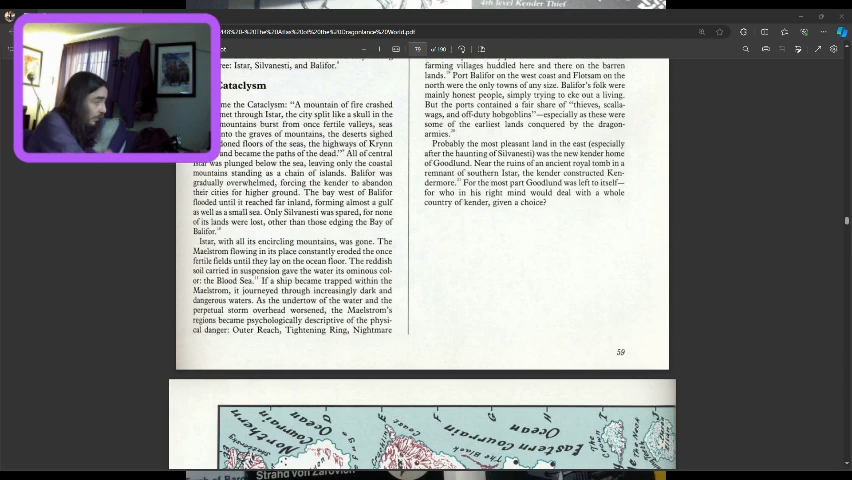 4th level Kender Thief
448%20-%20The%20Atlas%20of%20the%20Dragonlance%20World.pdf
79 of 190
ree: Istar, Silvanesti, and Balifor.
Cataclysm
me the Cataclysm: "A mountain of fire crashed
met through Istar, the city split like a skull in the
mountains burst from once fertile valleys, seas
into the graves of mountains, the deserts sighed
doned floors of the seas, the highways of Krynn
and became the paths of the dead." All of central
Istar was plunged below the sea, leaving only the coastal
mountains standing as a chain of islands. Balifor was
gradually overwhelmed, forcing the kender to abandon
their cities for higher ground. The bay west of Balifor
flooded until it reached far inland, forming almost a gulf
as well as a small sea. Only Silvanesti was spared, for none
of its lands were lost, other than those edging the Bay of
Balifor.
Istar, with all its encircling mountains, was gone. The
Maelstrom flowing in its place constantly eroded the once
fertile fields until they lay on the ocean floor. The reddish
soil carried in suspension gave the water its ominous col-
or: the Blood Sea. If a ship became trapped within the
Maelstrom, it journeyed through increasingly dark and
dangerous waters. As the undertow of the water and the
perpetual storm overhead worsened, the Maelstrom's
regions became psychologically descriptive of the physi-
cal danger: Outer Reach, Tightening Ring, Nightmare
farming villages huddled here and there on the barren
lands. Port Balifor on the west coast and Flotsam on the
north were the only towns of any size. Balifor's folk were
mainly honest people, simply trying to eke out a living.
But the ports contained a fair share of "thieves, scalla-
wags, and off-duty hobgoblins"—especially as these were
some of the earliest lands conquered by the dragon-
armies.
Probably the most pleasant land in the east (especially
after the haunting of Silvanesti) was the new kender home
of Goodlund. Near the ruins of an ancient royal tomb in a
remnant of southern Istar, the kender constructed Ken-
dermore. For the most part Goodlund was left to itself—
for who in his right mind would deal with a whole
country of kender, given a choice?
59
D E F G H I J
Northern
Courrain
Ocean
Coast
The Black
Eastern Courrain
Ocean
Strahd von Zarovich